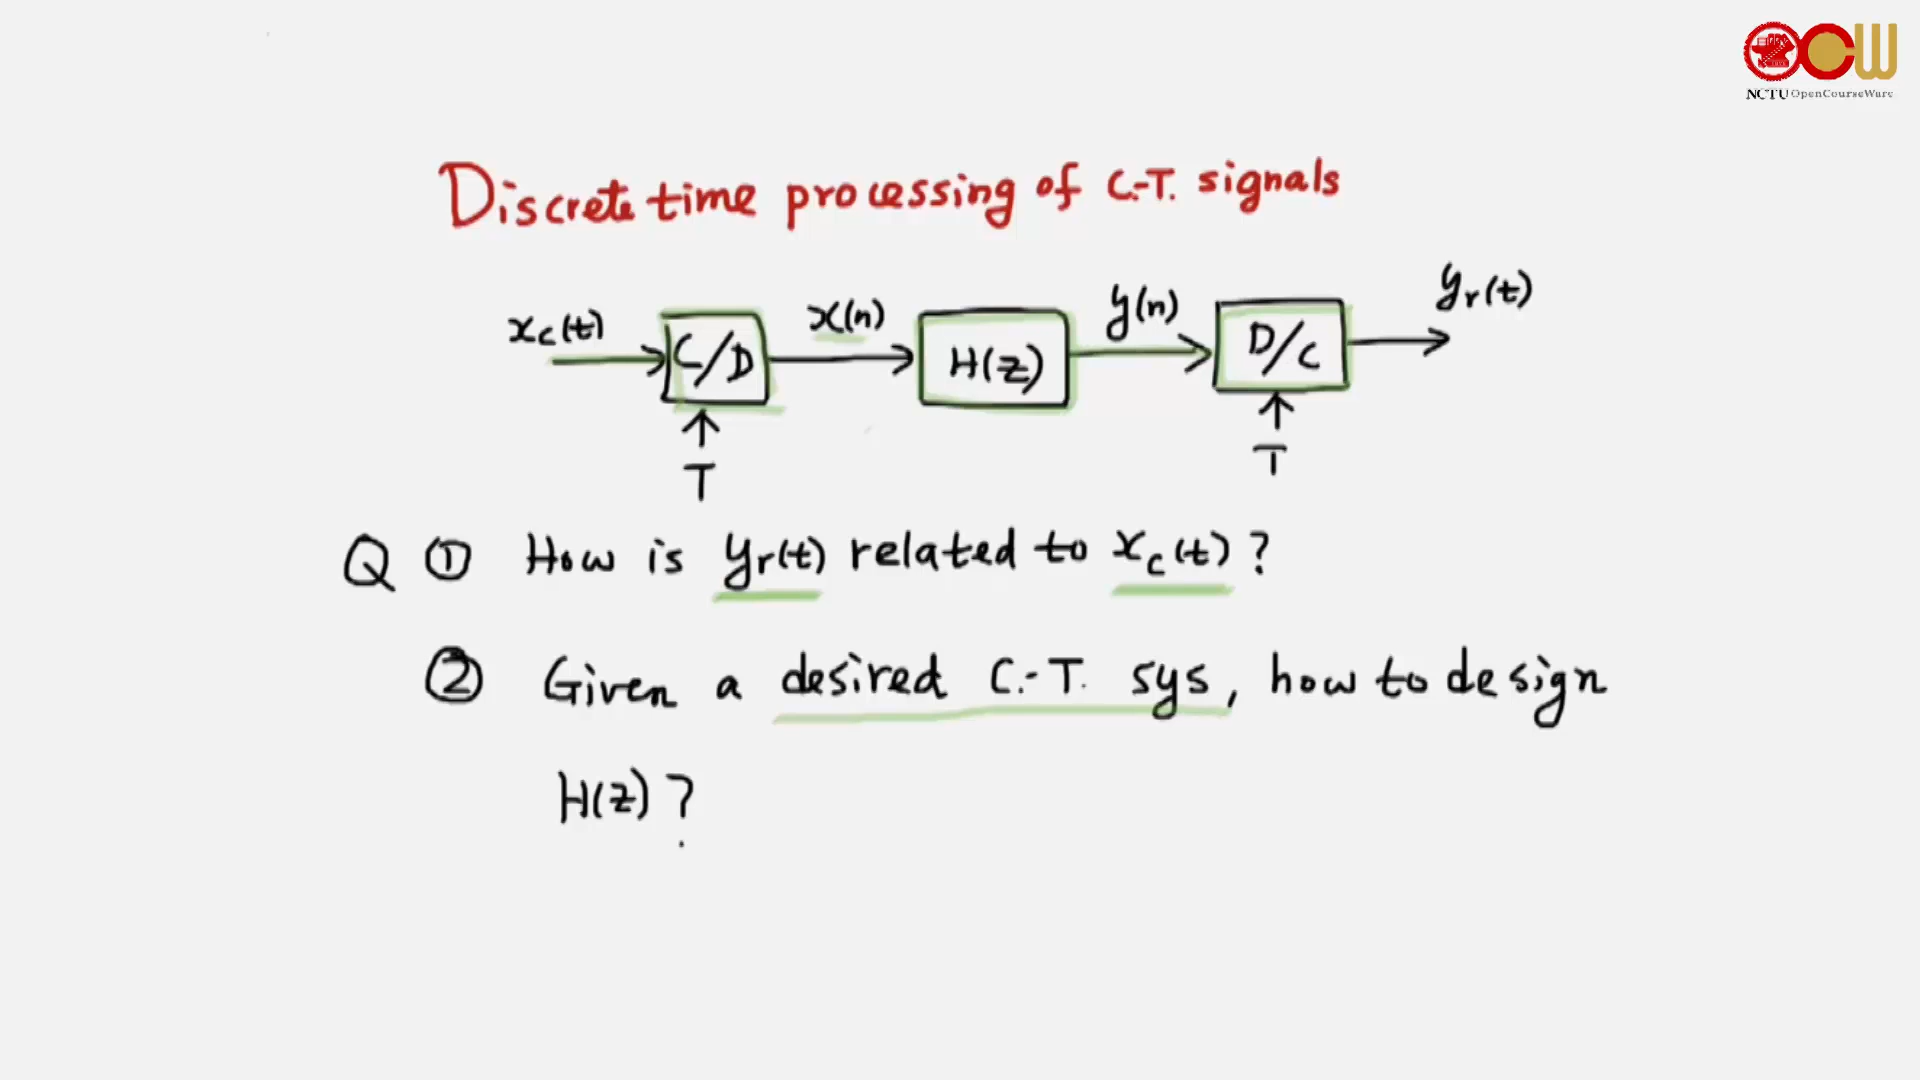 NCTU OpenCourseWare
Discrete time processing of C.-T. signals
xc(t) C/D x(n) H(z) y(n) D/C yr(t)
T T
Q ① How is yr(t) related to xc(t)?
② Given a desired C.-T. sys, how to design
H(z)?